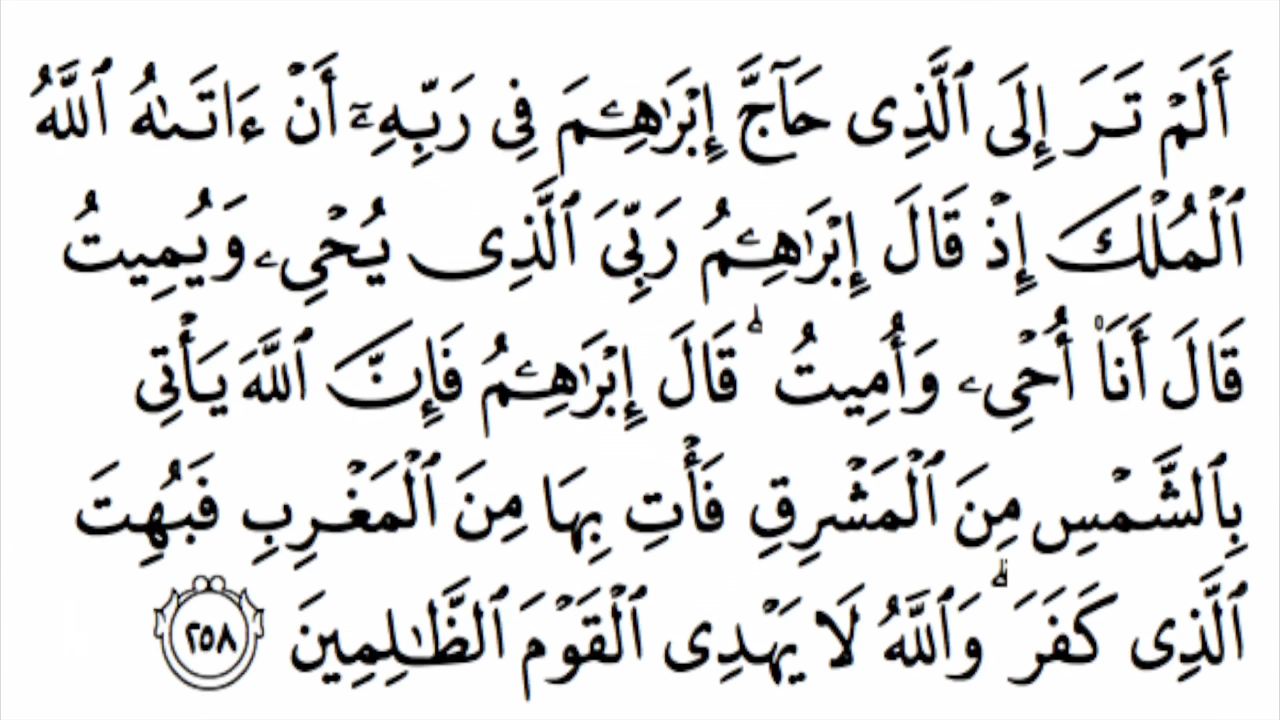 أَلَمۡ تَرَ إِلَى ٱلَّذِى حَآجَّ إِبۡرَٰهِـۧمَ فِى رَبِّهِۦٓ أَنۡ ءَاتَىٰهُ ٱللَّهُ
ٱلۡمُلۡكَ إِذۡ قَالَ إِبۡرَٰهِـۧمُ رَبِّىَ ٱلَّذِى يُحۡىِۦ وَيُمِيتُ
قَالَ أَنَا۠ أُحۡىِۦ وَأُمِيتُ ۖ قَالَ إِبۡرَٰهِـۧمُ فَإِنَّ ٱللَّهَ يَأۡتِى
بِٱلشَّمۡسِ مِنَ ٱلۡمَشۡرِقِ فَأۡتِ بِهَا مِنَ ٱلۡمَغۡرِبِ فَبُهِتَ
ٱلَّذِى كَفَرَ ۗ وَٱللَّهُ لَا يَهۡدِى ٱلۡقَوۡمَ ٱلظَّـٰلِمِينَ ٢٥٨